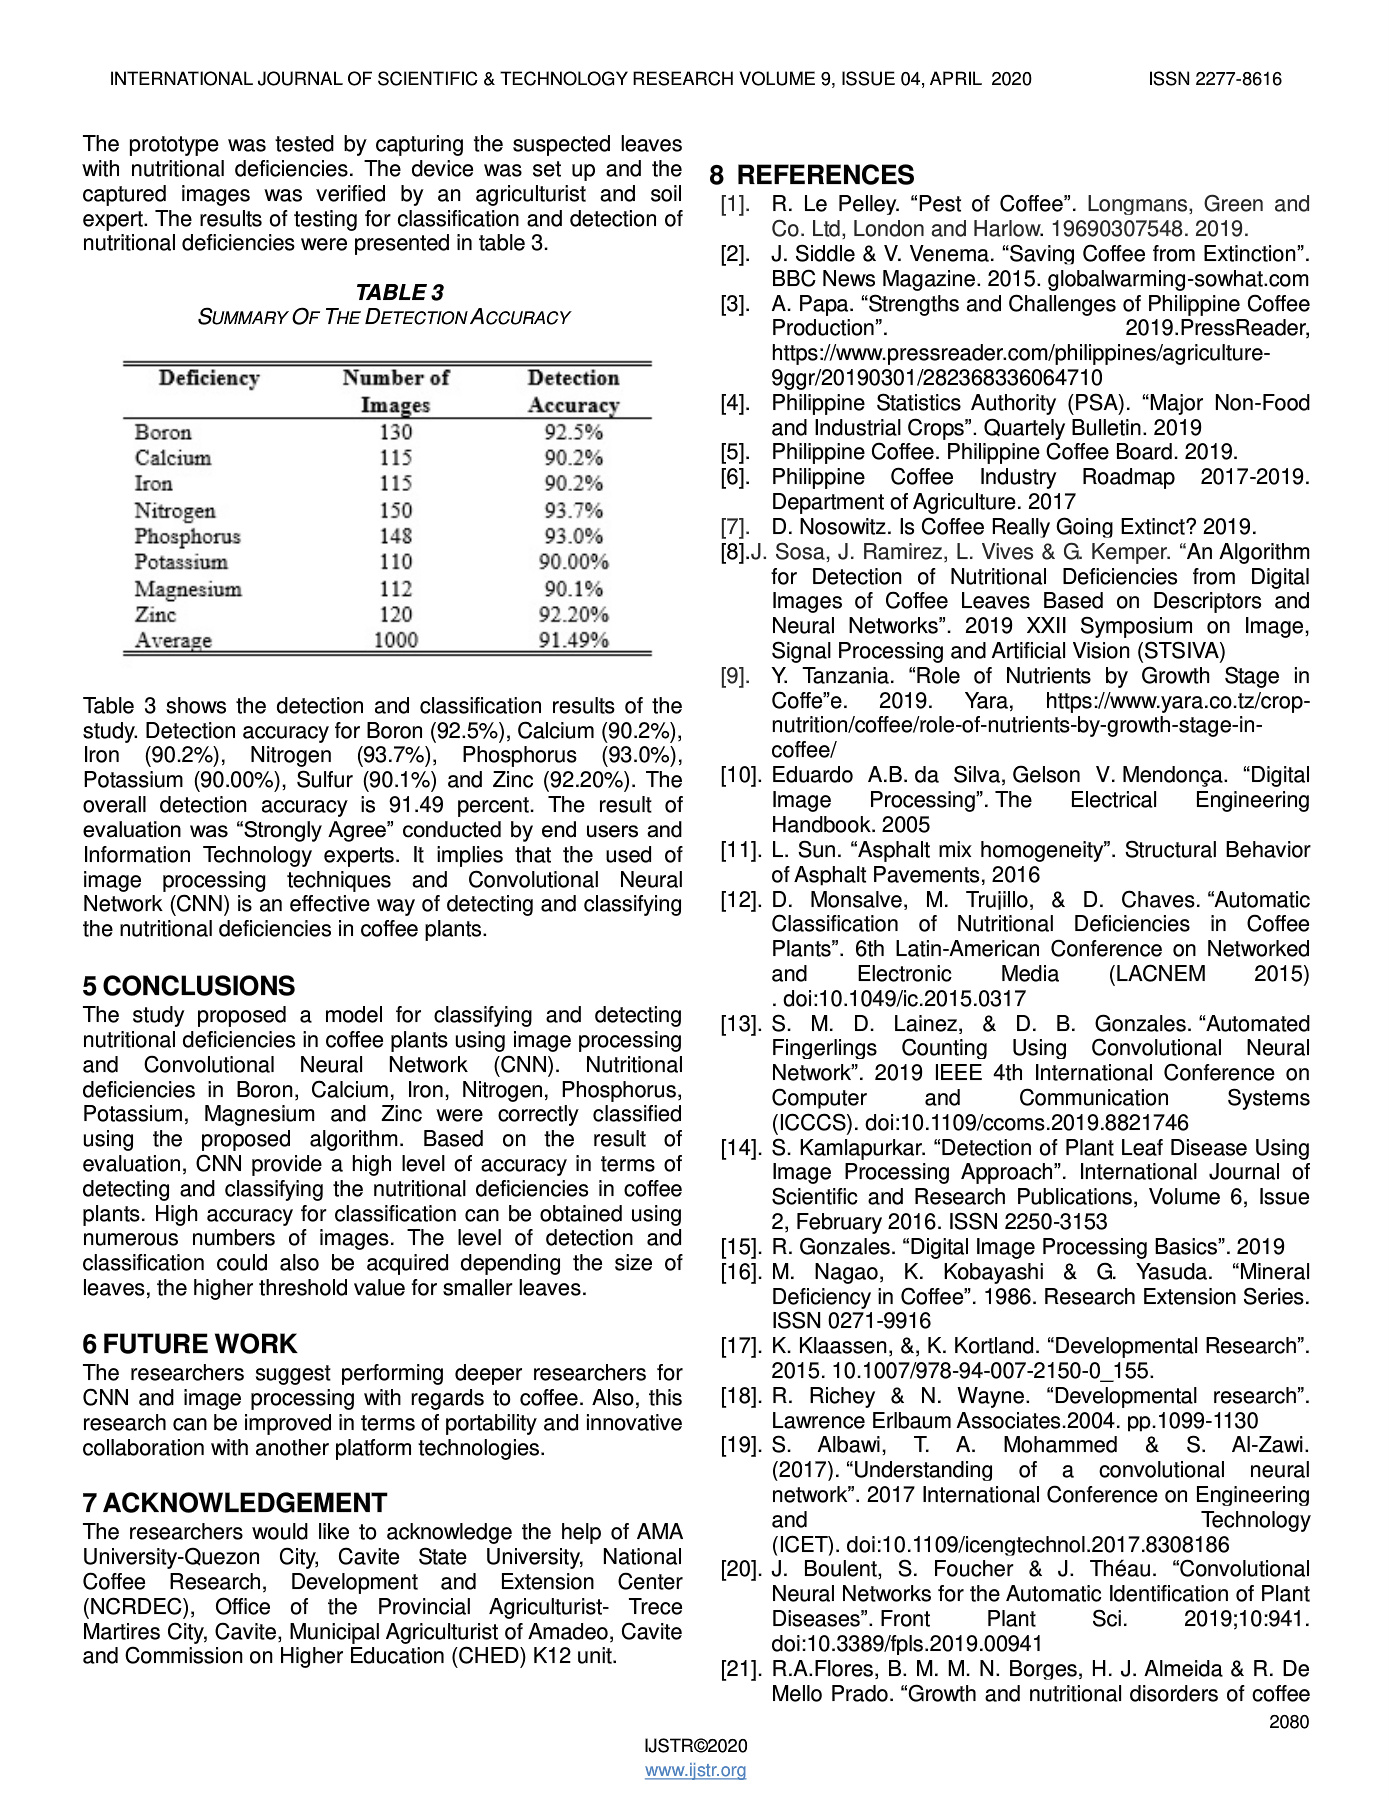 INTERNATIONAL JOURNAL OF SCIENTIFIC & TECHNOLOGY RESEARCH VOLUME 9, ISSUE 04, APRIL 2020 ISSN 2277-8616
The prototype was tested by capturing the suspected leaves
with nutritional deficiencies. The device was set up and the
captured images was verified by an agriculturist and soil
expert. The results of testing for classification and detection of
nutritional deficiencies were presented in table 3.
TABLE 3
SUMMARY OF THE DETECTION ACCURACY
Deficiency Number of Detection
Images Accuracy
Boron 130 92.5%
Calcium 115 90.2%
Iron 115 90.2%
Nitrogen 150 93.7%
Phosphorus 148 93.0%
Potassium 110 90.00%
Magnesium 112 90.1%
Zinc 120 92.20%
Average 1000 91.49%
Table 3 shows the detection and classification results of the
study. Detection accuracy for Boron (92.5%), Calcium (90.2%),
Iron (90.2%), Nitrogen (93.7%), Phosphorus (93.0%),
Potassium (90.00%), Sulfur (90.1%) and Zinc (92.20%). The
overall detection accuracy is 91.49 percent. The result of
evaluation was “Strongly Agree” conducted by end users and
Information Technology experts. It implies that the used of
image processing techniques and Convolutional Neural
Network (CNN) is an effective way of detecting and classifying
the nutritional deficiencies in coffee plants.
5 CONCLUSIONS
The study proposed a model for classifying and detecting
nutritional deficiencies in coffee plants using image processing
and Convolutional Neural Network (CNN). Nutritional
deficiencies in Boron, Calcium, Iron, Nitrogen, Phosphorus,
Potassium, Magnesium and Zinc were correctly classified
using the proposed algorithm. Based on the result of
evaluation, CNN provide a high level of accuracy in terms of
detecting and classifying the nutritional deficiencies in coffee
plants. High accuracy for classification can be obtained using
numerous numbers of images. The level of detection and
classification could also be acquired depending the size of
leaves, the higher threshold value for smaller leaves.
6 FUTURE WORK
The researchers suggest performing deeper researchers for
CNN and image processing with regards to coffee. Also, this
research can be improved in terms of portability and innovative
collaboration with another platform technologies.
7 ACKNOWLEDGEMENT
The researchers would like to acknowledge the help of AMA
University-Quezon City, Cavite State University, National
Coffee Research, Development and Extension Center
(NCRDEC), Office of the Provincial Agriculturist- Trece
Martires City, Cavite, Municipal Agriculturist of Amadeo, Cavite
and Commission on Higher Education (CHED) K12 unit.
8 REFERENCES
[1]. R. Le Pelley. “Pest of Coffee”. Longmans, Green and
Co. Ltd, London and Harlow. 19690307548. 2019.
[2]. J. Siddle & V. Venema. “Saving Coffee from Extinction”.
BBC News Magazine. 2015. globalwarming-sowhat.com
[3]. A. Papa. “Strengths and Challenges of Philippine Coffee
Production”. 2019.PressReader,
https://www.pressreader.com/philippines/agriculture-
9ggr/20190301/282368336064710
[4]. Philippine Statistics Authority (PSA). “Major Non-Food
and Industrial Crops”. Quartely Bulletin. 2019
[5]. Philippine Coffee. Philippine Coffee Board. 2019.
[6]. Philippine Coffee Industry Roadmap 2017-2019.
Department of Agriculture. 2017
[7]. D. Nosowitz. Is Coffee Really Going Extinct? 2019.
[8].J. Sosa, J. Ramirez, L. Vives & G. Kemper. “An Algorithm
for Detection of Nutritional Deficiencies from Digital
Images of Coffee Leaves Based on Descriptors and
Neural Networks”. 2019 XXII Symposium on Image,
Signal Processing and Artificial Vision (STSIVA)
[9]. Y. Tanzania. “Role of Nutrients by Growth Stage in
Coffe”e. 2019. Yara, https://www.yara.co.tz/crop-
nutrition/coffee/role-of-nutrients-by-growth-stage-in-
coffee/
[10]. Eduardo A.B. da Silva, Gelson V. Mendonça. “Digital
Image Processing”. The Electrical Engineering
Handbook. 2005
[11]. L. Sun. “Asphalt mix homogeneity”. Structural Behavior
of Asphalt Pavements, 2016
[12]. D. Monsalve, M. Trujillo, & D. Chaves. “Automatic
Classification of Nutritional Deficiencies in Coffee
Plants”. 6th Latin-American Conference on Networked
and Electronic Media (LACNEM 2015)
. doi:10.1049/ic.2015.0317
[13]. S. M. D. Lainez, & D. B. Gonzales. “Automated
Fingerlings Counting Using Convolutional Neural
Network”. 2019 IEEE 4th International Conference on
Computer and Communication Systems
(ICCCS). doi:10.1109/ccoms.2019.8821746
[14]. S. Kamlapurkar. “Detection of Plant Leaf Disease Using
Image Processing Approach”. International Journal of
Scientific and Research Publications, Volume 6, Issue
2, February 2016. ISSN 2250-3153
[15]. R. Gonzales. “Digital Image Processing Basics”. 2019
[16]. M. Nagao, K. Kobayashi & G. Yasuda. “Mineral
Deficiency in Coffee”. 1986. Research Extension Series.
ISSN 0271-9916
[17]. K. Klaassen, &, K. Kortland. “Developmental Research”.
2015. 10.1007/978-94-007-2150-0_155.
[18]. R. Richey & N. Wayne. “Developmental research”.
Lawrence Erlbaum Associates.2004. pp.1099-1130
[19]. S. Albawi, T. A. Mohammed & S. Al-Zawi.
(2017). “Understanding of a convolutional neural
network”. 2017 International Conference on Engineering
and Technology
(ICET). doi:10.1109/icengtechnol.2017.8308186
[20]. J. Boulent, S. Foucher & J. Théau. “Convolutional
Neural Networks for the Automatic Identification of Plant
Diseases”. Front Plant Sci. 2019;10:941.
doi:10.3389/fpls.2019.00941
[21]. R.A.Flores, B. M. M. N. Borges, H. J. Almeida & R. De
Mello Prado. “Growth and nutritional disorders of coffee
2080
IJSTR©2020
www.ijstr.org